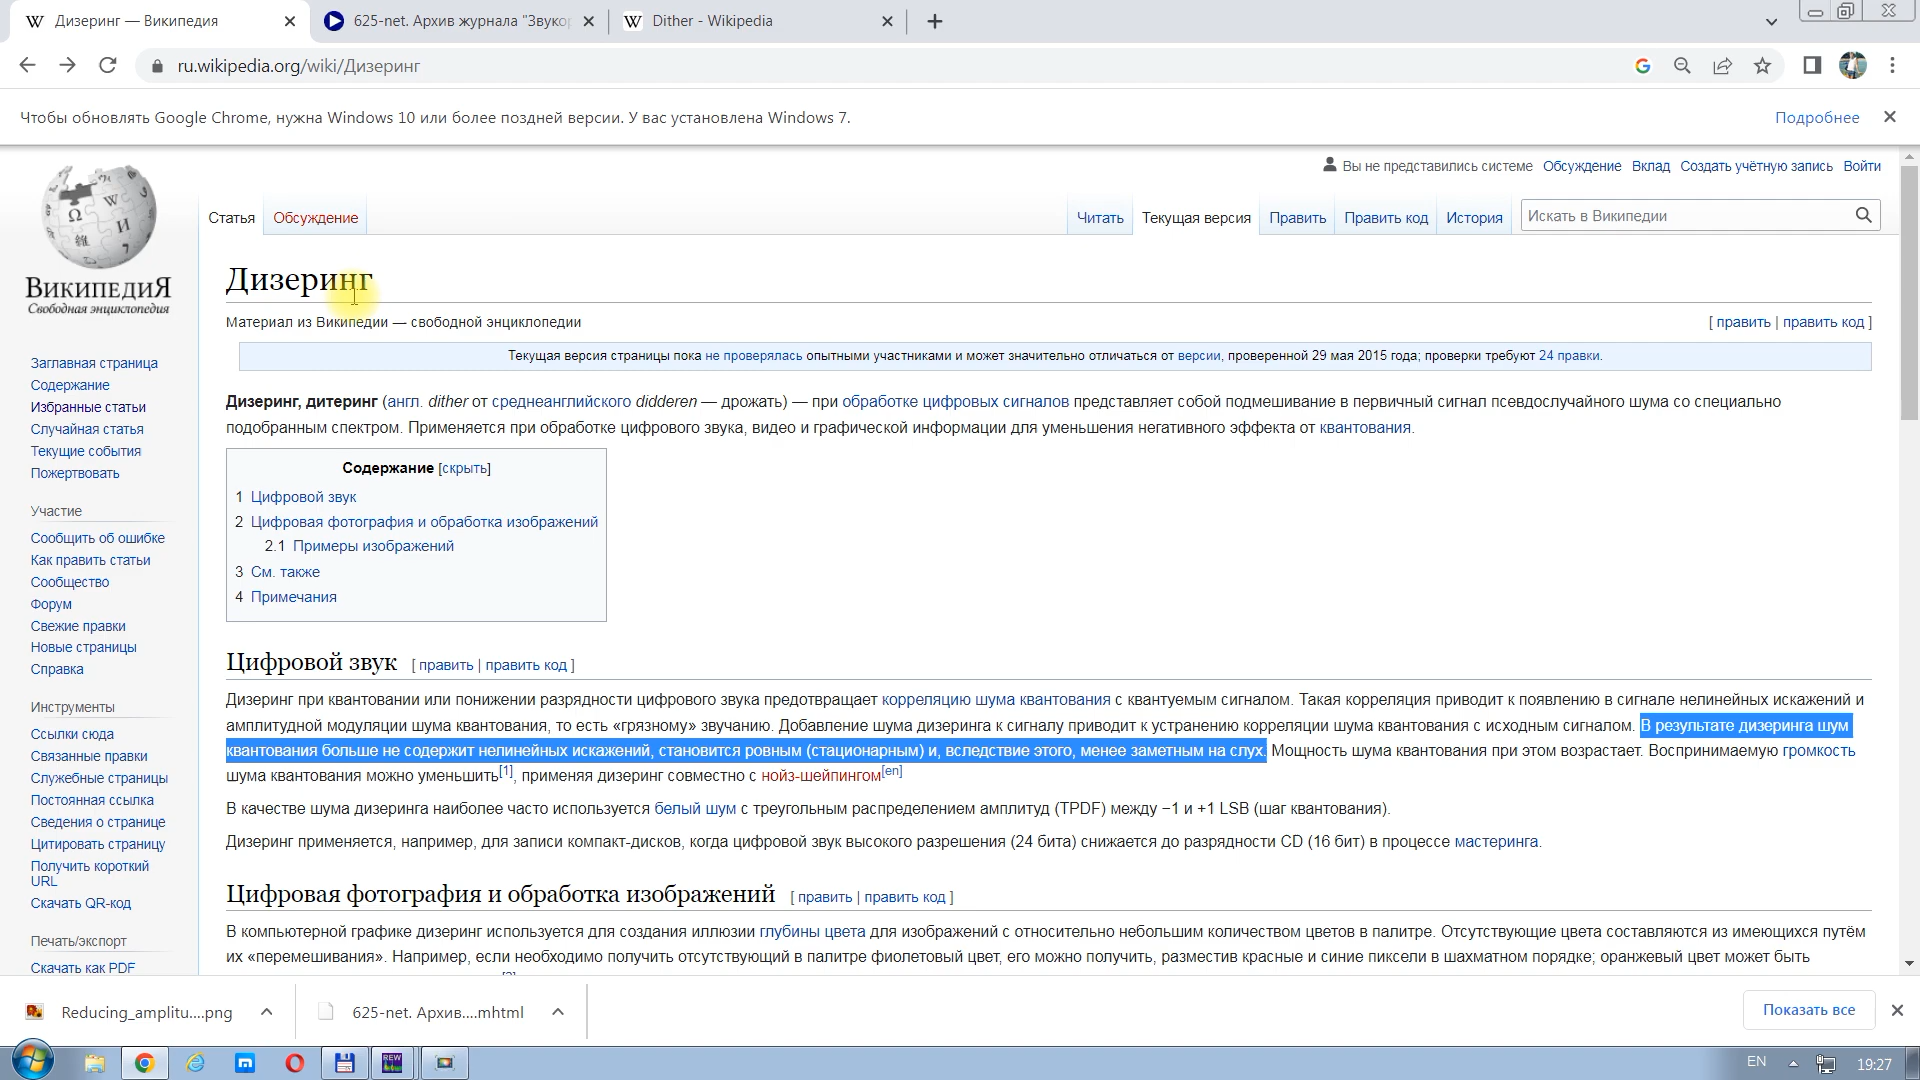 Дизеринг — Википедия
625-net. Архив журнала "Звукор
Dither - Wikipedia
ru.wikipedia.org/wiki/Дизеринг
Чтобы обновлять Google Chrome, нужна Windows 10 или более поздней версии. У вас установлена Windows 7.
Подробнее
Вы не представились системе Обсуждение Вклад Создать учётную запись Войти
Статья Обсуждение Читать Текущая версия Править Править код История Искать в Википедии
ВИКИПЕДИЯ
Свободная энциклопедия
Заглавная страница
Содержание
Избранные статьи
Случайная статья
Текущие события
Пожертвовать
Участие
Сообщить об ошибке
Как править статьи
Сообщество
Форум
Свежие правки
Новые страницы
Справка
Инструменты
Ссылки сюда
Связанные правки
Служебные страницы
Постоянная ссылка
Сведения о странице
Цитировать страницу
Получить короткий
URL
Скачать QR-код
Печать/экспорт
Скачать как PDF
Дизеринг
Материал из Википедии — свободной энциклопедии
[ править | править код ]
Текущая версия страницы пока не проверялась опытными участниками и может значительно отличаться от версии, проверенной 29 мая 2015 года; проверки требуют 24 правки.
Дизеринг, дитеринг (англ. dither от среднеанглийского didderen — дрожать) — при обработке цифровых сигналов представляет собой подмешивание в первичный сигнал псевдослучайного шума со специально
подобранным спектром. Применяется при обработке цифрового звука, видео и графической информации для уменьшения негативного эффекта от квантования.
Содержание [скрыть]
1 Цифровой звук
2 Цифровая фотография и обработка изображений
2.1 Примеры изображений
3 См. также
4 Примечания
Цифровой звук [ править | править код ]
Дизеринг при квантовании или понижении разрядности цифрового звука предотвращает корреляцию шума квантования с квантуемым сигналом. Такая корреляция приводит к появлению в сигнале нелинейных искажений и
амплитудной модуляции шума квантования, то есть «грязному» звучанию. Добавление шума дизеринга к сигналу приводит к устранению корреляции шума квантования с исходным сигналом. В результате дизеринга шум
квантования больше не содержит нелинейных искажений, становится ровным (стационарным) и, вследствие этого, менее заметным на слух. Мощность шума квантования при этом возрастает. Воспринимаемую громкость
шума квантования можно уменьшить[1], применяя дизеринг совместно с нойз-шейпингом[en]
В качестве шума дизеринга наиболее часто используется белый шум с треугольным распределением амплитуд (TPDF) между −1 и +1 LSB (шаг квантования).
Дизеринг применяется, например, для записи компакт-дисков, когда цифровой звук высокого разрешения (24 бита) снижается до разрядности CD (16 бит) в процессе мастеринга.
Цифровая фотография и обработка изображений [ править | править код ]
В компьютерной графике дизеринг используется для создания иллюзии глубины цвета для изображений с относительно небольшим количеством цветов в палитре. Отсутствующие цвета составляются из имеющихся путём
их «перемешивания». Например, если необходимо получить отсутствующий в палитре фиолетовый цвет, его можно получить, разместив красные и синие пиксели в шахматном порядке; оранжевый цвет может быть
Reducing_amplitu....png
625-net. Архив....mhtml
Показать все
REW
EN
19:27